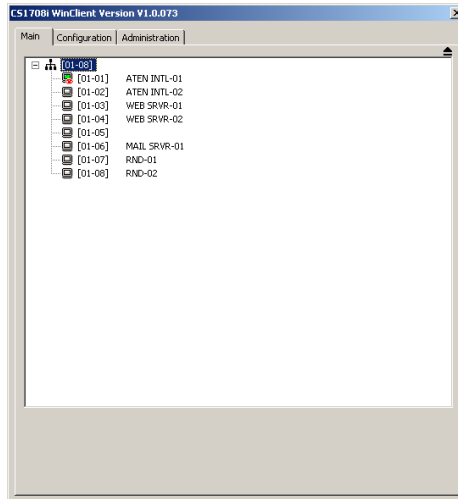 CS1708i WinClient Version V1.0.073
Main Configuration Administration
[01-08]
[01-01] ATEN INTL-01
[01-02] ATEN INTL-02
[01-03] WEB SRVR-01
[01-04] WEB SRVR-02
[01-05]
[01-06] MAIL SRVR-01
[01-07] RND-01
[01-08] RND-02